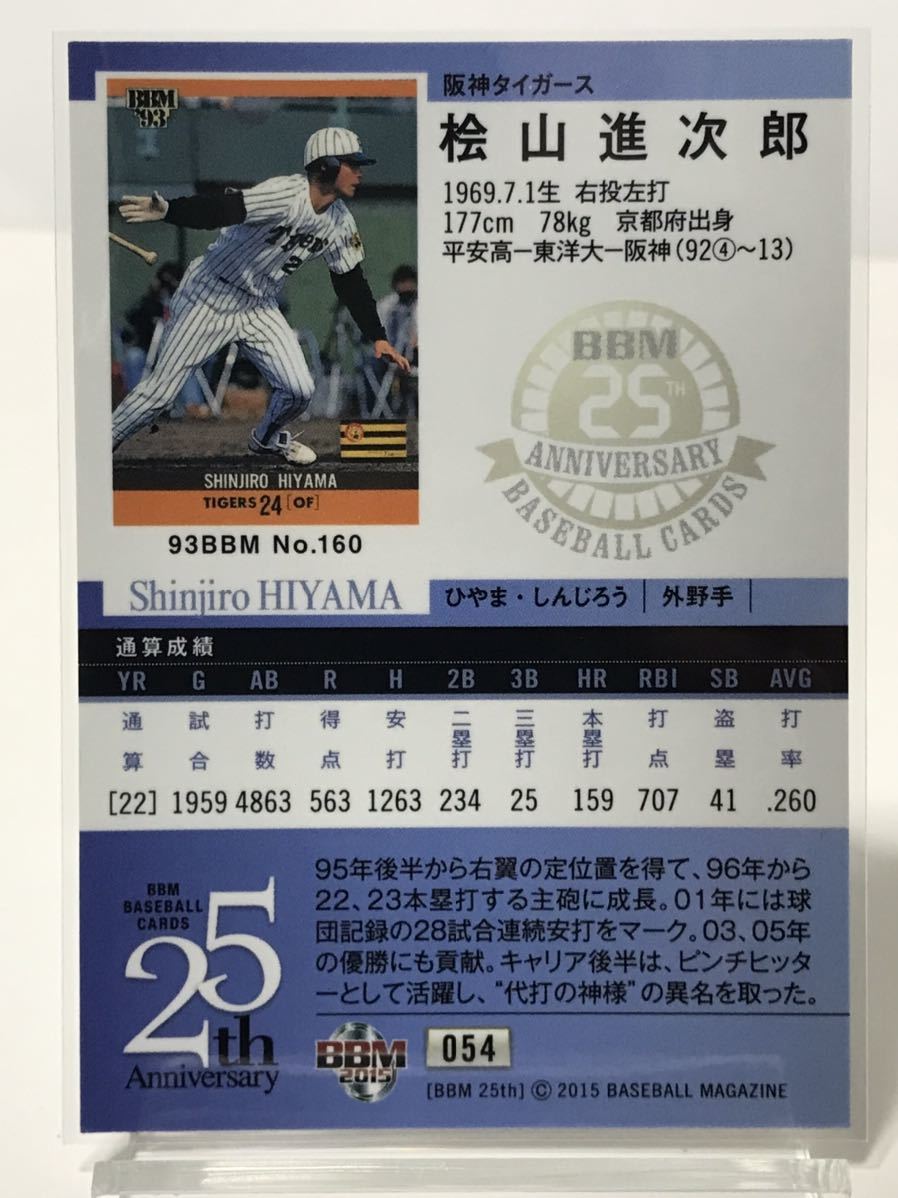 阪神タイガース
桧山進次郎
1969.7.1生 右投左打
177cm 78kg 京都府出身
平安高ー東洋大ー阪神(92④〜13)
BBM
'93
Tigers
2
SHINJIRO HIYAMA
TIGERS 24 [OF]
93BBM No.160
BBM
25TH
ANNIVERSARY
BASEBALL CARDS
Shinjiro HIYAMA
ひやま・しんじろう | 外野手 |
通算成績
YR G AB R H 2B 3B HR RBI SB AVG
通算 試合 打数 得点 安打 二塁打 三塁打 本塁打 打点 盗塁 打率
[22] 1959 4863 563 1263 234 25 159 707 41 .260
95年後半から右翼の定位置を得て、96年から
22、23本塁打する主砲に成長。01年には球
団記録の28試合連続安打をマーク。03、05年
の優勝にも貢献。キャリア後半は、ピンチヒッタ
ーとして活躍し、“代打の神様”の異名を取った。
BBM
BASEBALL
CARDS
25th
Anniversary
BBM
2015
054
[BBM 25th] © 2015 BASEBALL MAGAZINE